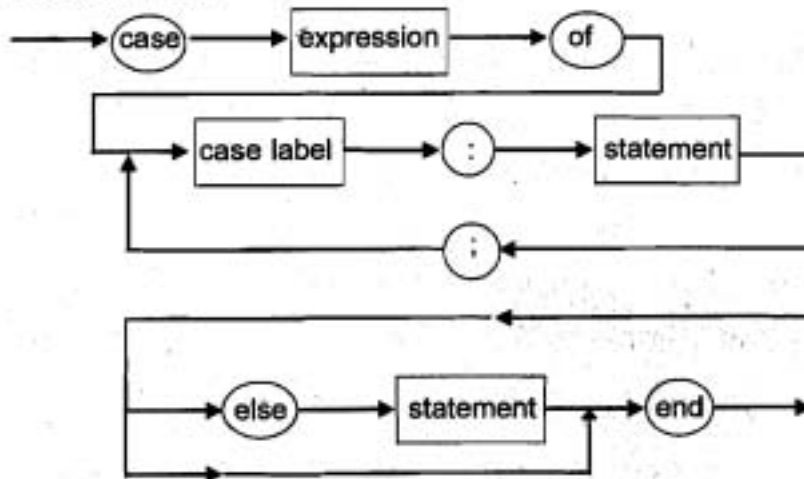 case expression of
case label : statement
;
else statement end